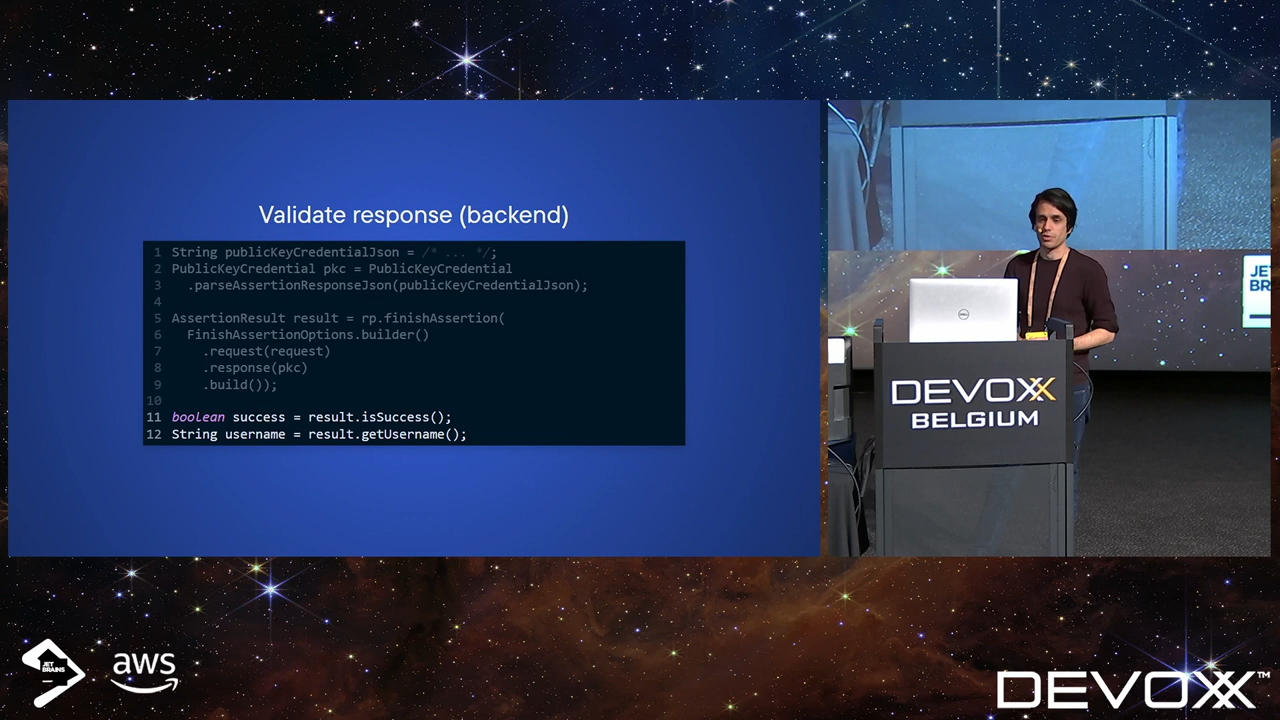 Validate response (backend)
1 String publicKeyCredentialJson = /* ... */;
2 PublicKeyCredential pkc = PublicKeyCredential
3 .parseAssertionResponseJson(publicKeyCredentialJson);
4
5 AssertionResult result = rp.finishAssertion(
6 FinishAssertionOptions.builder()
7 .request(request)
8 .response(pkc)
9 .build());
10
11 boolean success = result.isSuccess();
12 String username = result.getUsername();
JET
BR
DELL
DEVOXX
BELGIUM
JET
BRAINS
aws
DEVOXX™